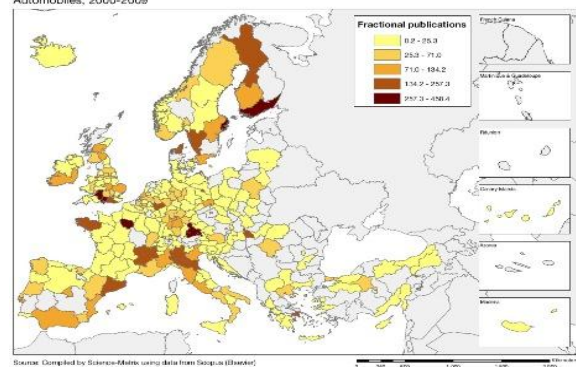 Automobiles, 2000-2009
Fractional publications
0.2 - 25.3
25.3 - 71.0
71.0 - 134.2
134.2 - 257.3
257.3 - 458.4
French Guiana
Martinique & Guadeloupe
Réunion
Canary Islands
Azores
Madeira
Source: Compiled by Science-Metrix using data from Scopus (Elsevier)